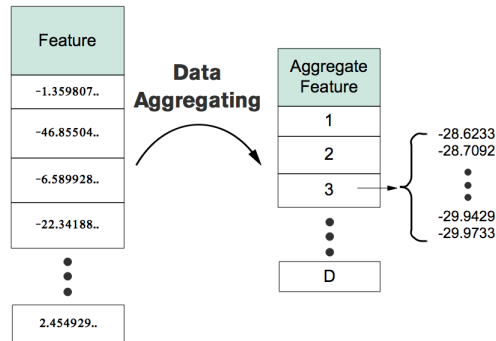 Feature
-1.359807..
-46.85504..
-6.589928..
-22.34188..
2.454929..
Data
Aggregating
Aggregate
Feature
1
2
3
D
-28.6233
-28.7092
-29.9429
-29.9733